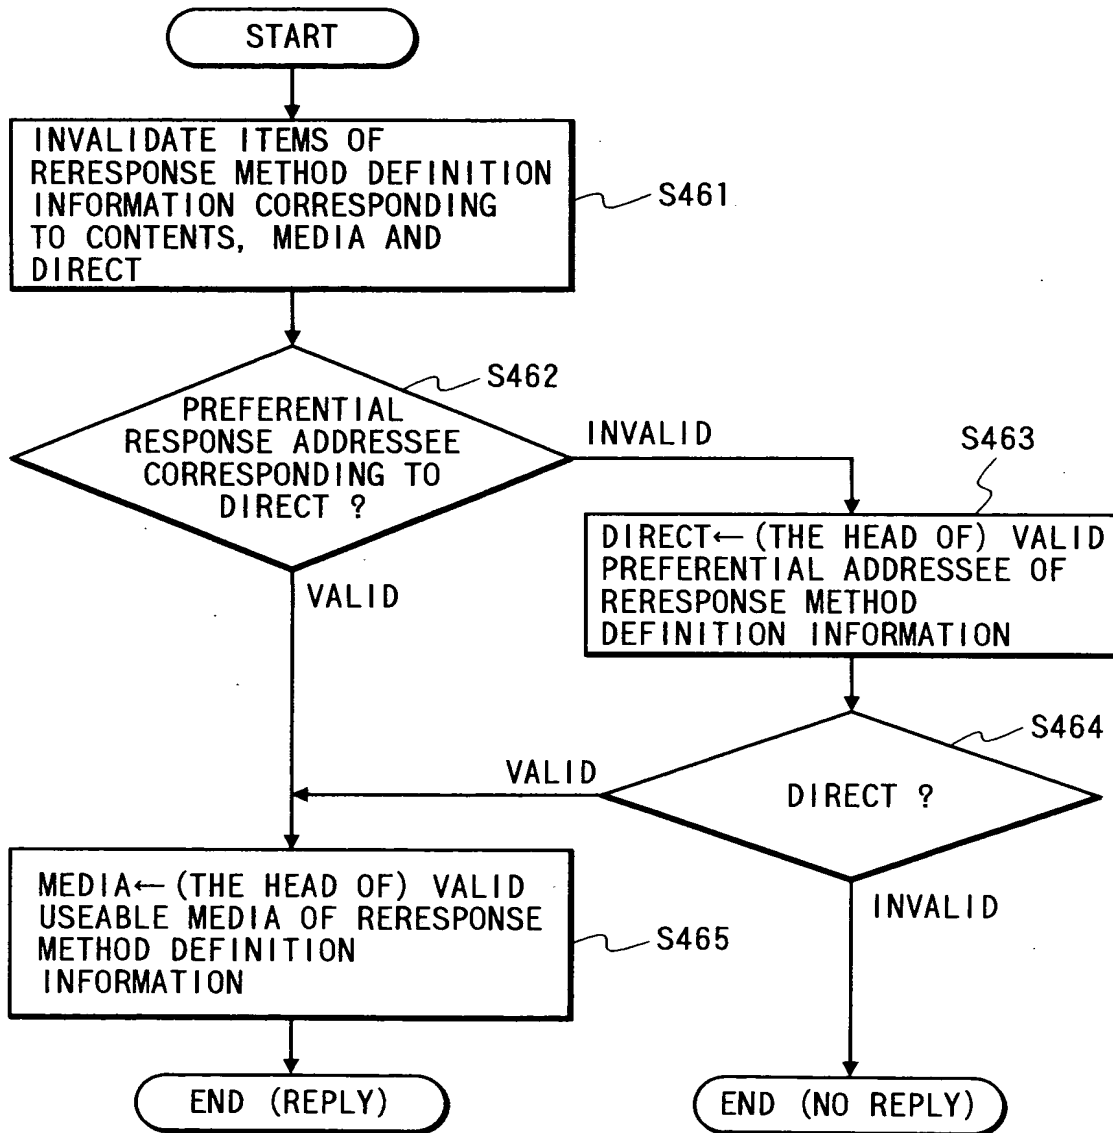 START
INVALIDATE ITEMS OF
RERESPONSE METHOD DEFINITION
INFORMATION CORRESPONDING
TO CONTENTS, MEDIA AND
DIRECT
S461
S462
PREFERENTIAL
RESPONSE ADDRESSEE
CORRESPONDING TO
DIRECT ?
INVALID
VALID
S463
DIRECT←(THE HEAD OF) VALID
PREFERENTIAL ADDRESSEE OF
RERESPONSE METHOD
DEFINITION INFORMATION
S464
DIRECT ?
VALID
INVALID
MEDIA←(THE HEAD OF) VALID
USEABLE MEDIA OF RERESPONSE
METHOD DEFINITION
INFORMATION
S465
END (REPLY)
END (NO REPLY)